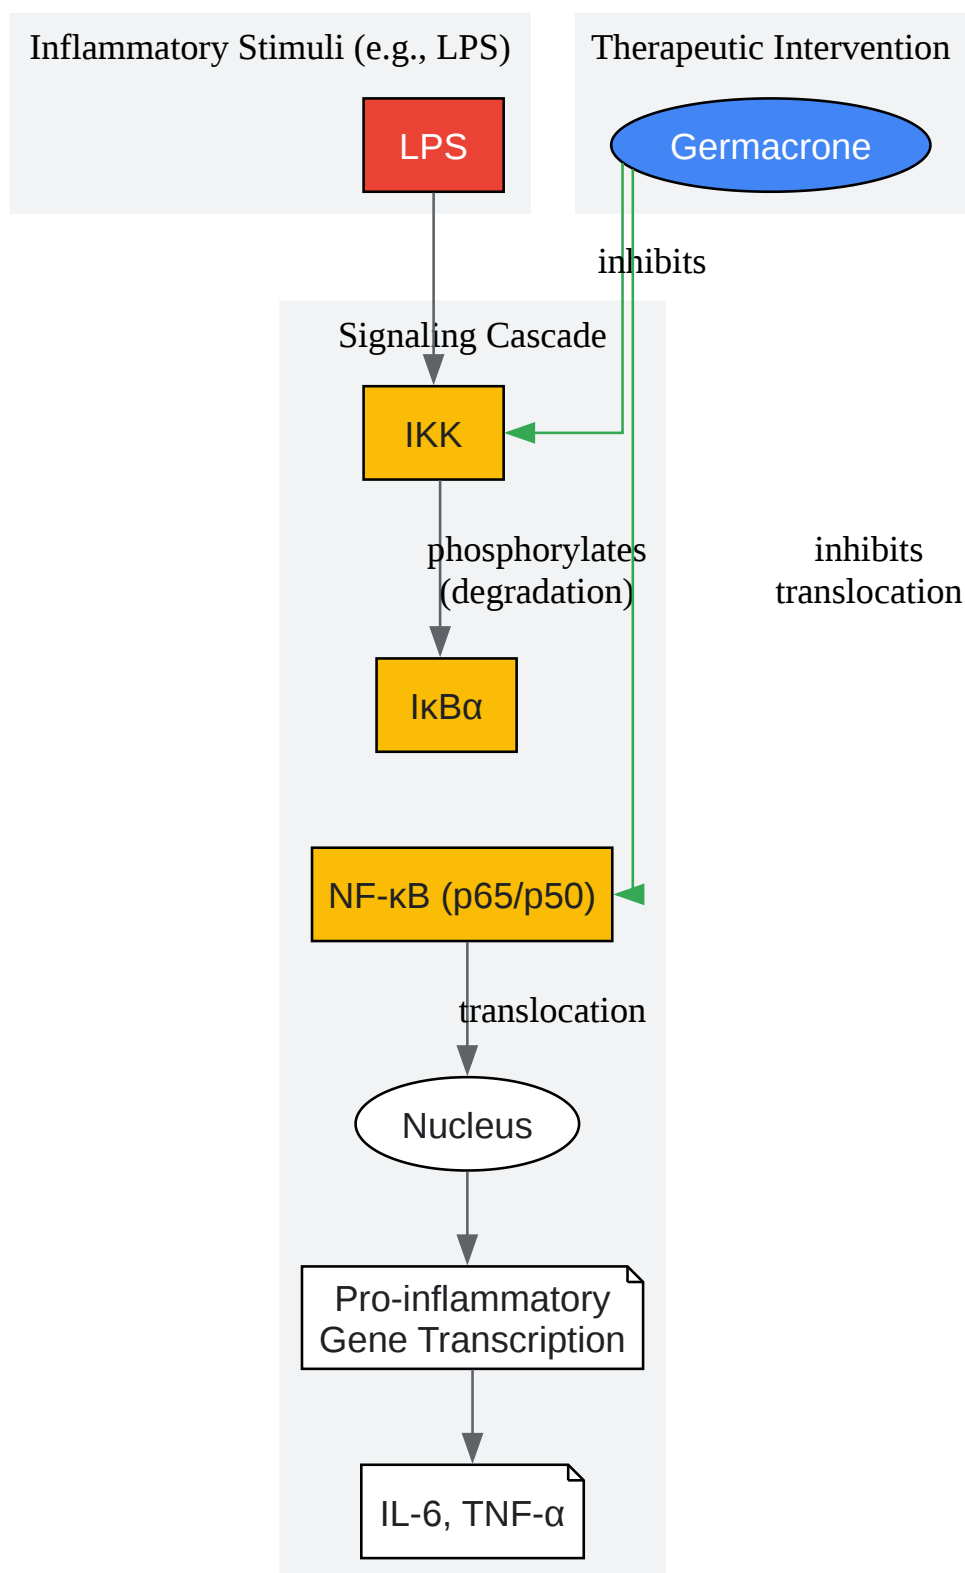 Inflammatory Stimuli (e.g., LPS)
Therapeutic Intervention
LPS
Germacrone
inhibits
Signaling Cascade
IKK
phosphorylates
(degradation)
inhibits
translocation
IκBα
NF-κB (p65/p50)
translocation
Nucleus
Pro-inflammatory
Gene Transcription
IL-6, TNF-α